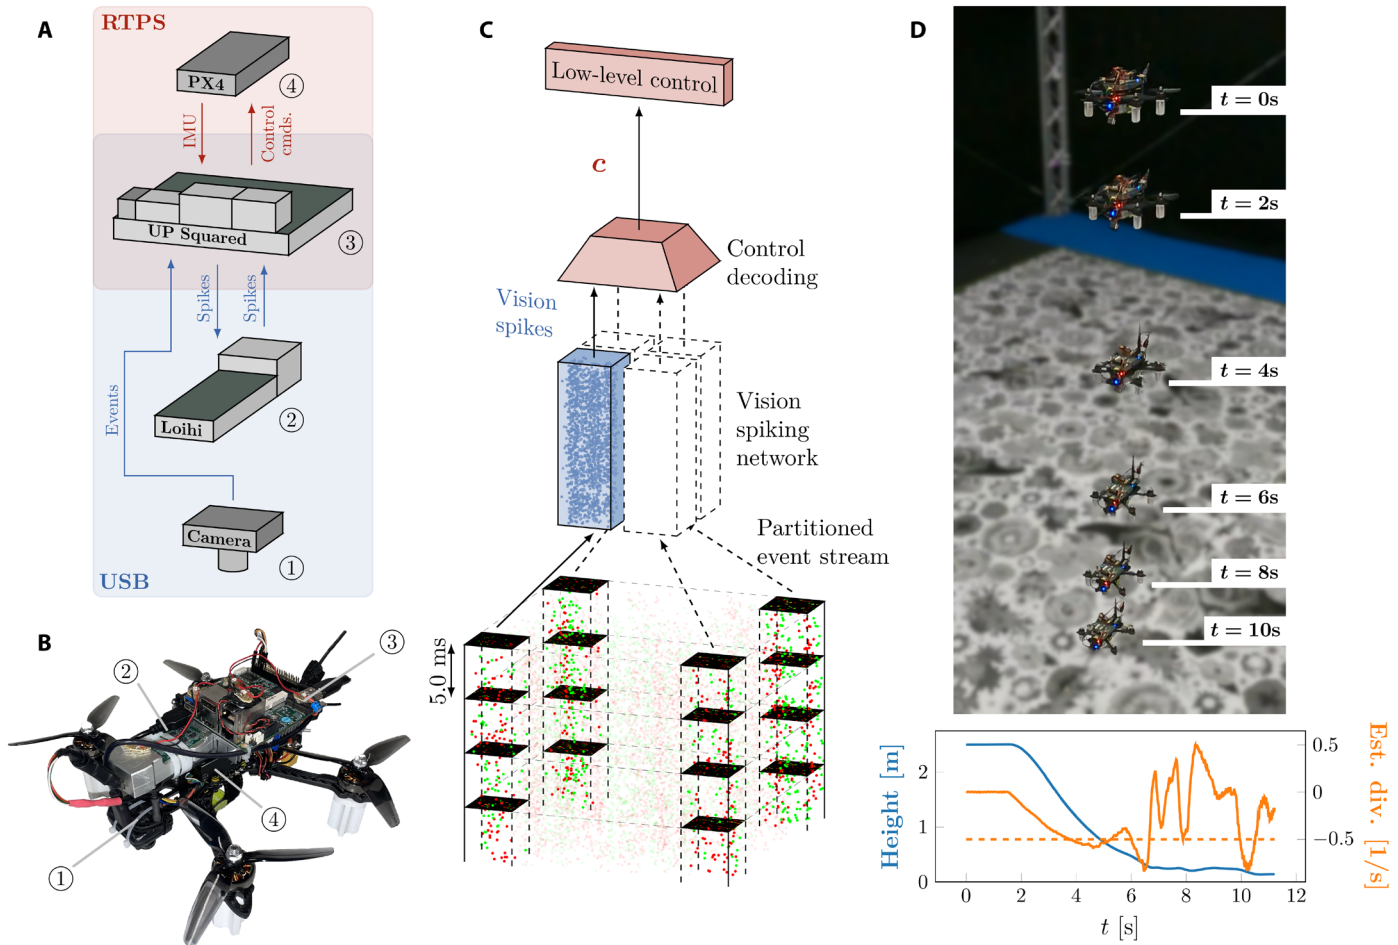 A
RTPS
PX4
④
IMU
Control
cmds.
UP Squared
③
Spikes
Spikes
Events
Loihi
②
Camera
①
USB
B
②
③
④
①
C
Low-level control
c
Control
decoding
Vision
spikes
Vision
spiking
network
Partitioned
event stream
5.0 ms
D
t = 0s
t = 2s
t = 4s
t = 6s
t = 8s
t = 10s
Height [m]
2
1
0
0 2 4 6 8 10 12
t [s]
0.5
0
−0.5
Est. div. [1/s]